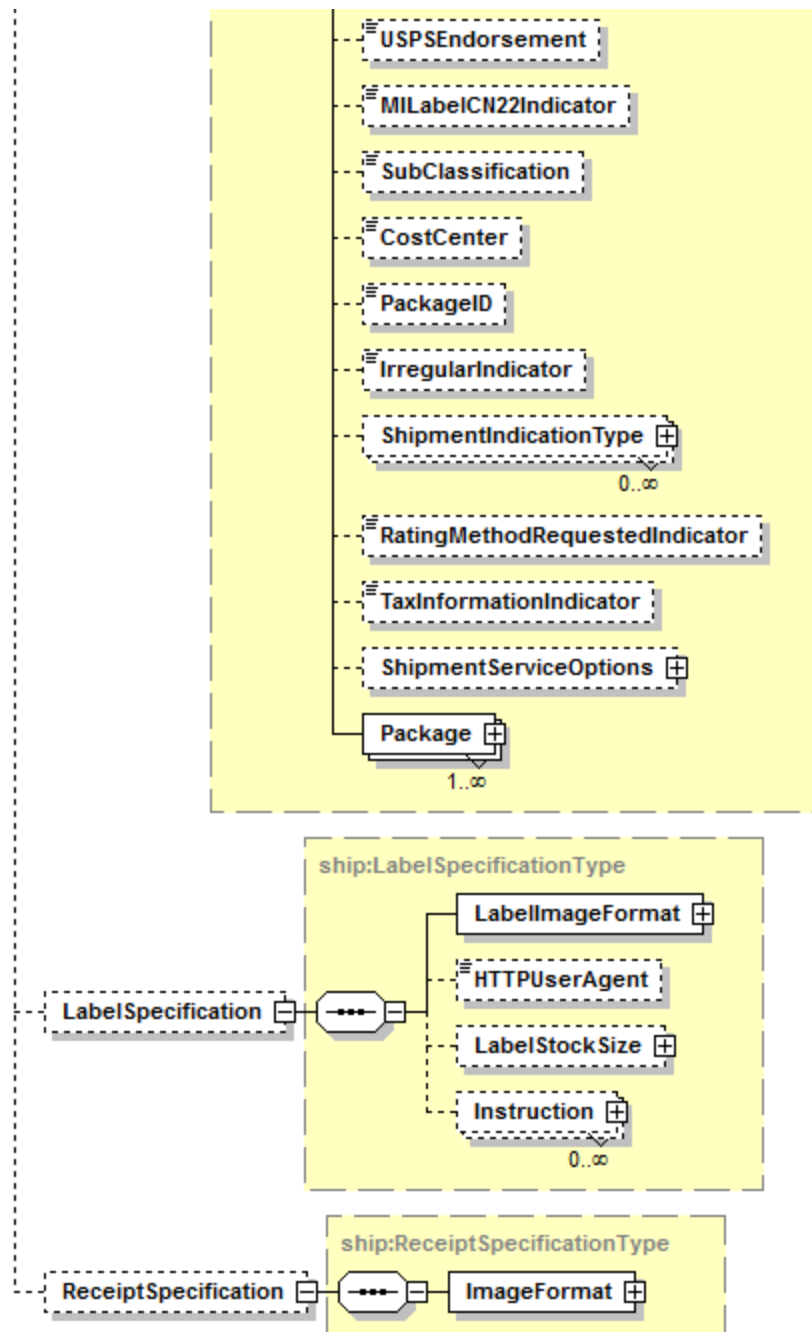 USPSEndorsement
MILabelCN22Indicator
SubClassification
CostCenter
PackageID
IrregularIndicator
ShipmentIndicationType
0..∞
RatingMethodRequestedIndicator
TaxInformationIndicator
ShipmentServiceOptions
Package
1..∞
ship:LabelSpecificationType
LabelImageFormat
HTTPUserAgent
LabelSpecification
LabelStockSize
Instruction
0..∞
ship:ReceiptSpecificationType
ReceiptSpecification
ImageFormat